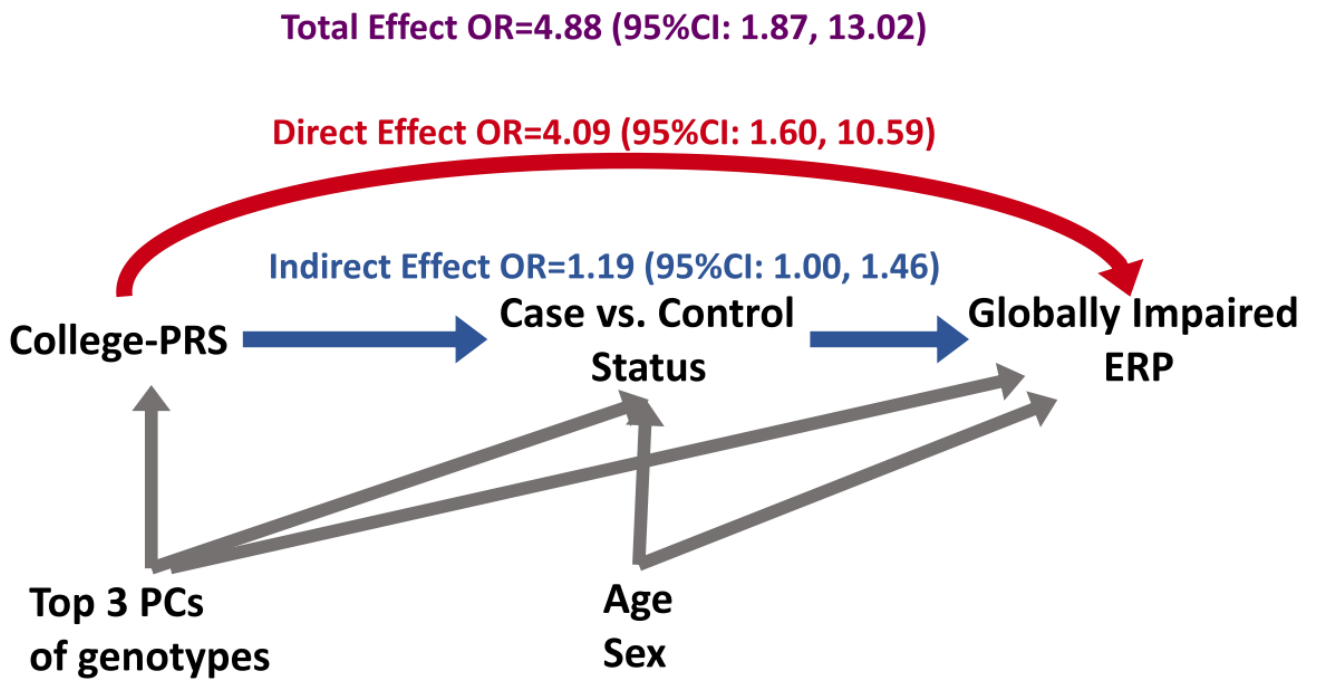 Total Effect OR=4.88 (95%CI: 1.87, 13.02)
Direct Effect OR=4.09 (95%CI: 1.60, 10.59)
Indirect Effect OR=1.19 (95%CI: 1.00, 1.46)
College-PRS
Case vs. Control
Status
Globally Impaired
ERP
Top 3 PCs
of genotypes
Age
Sex